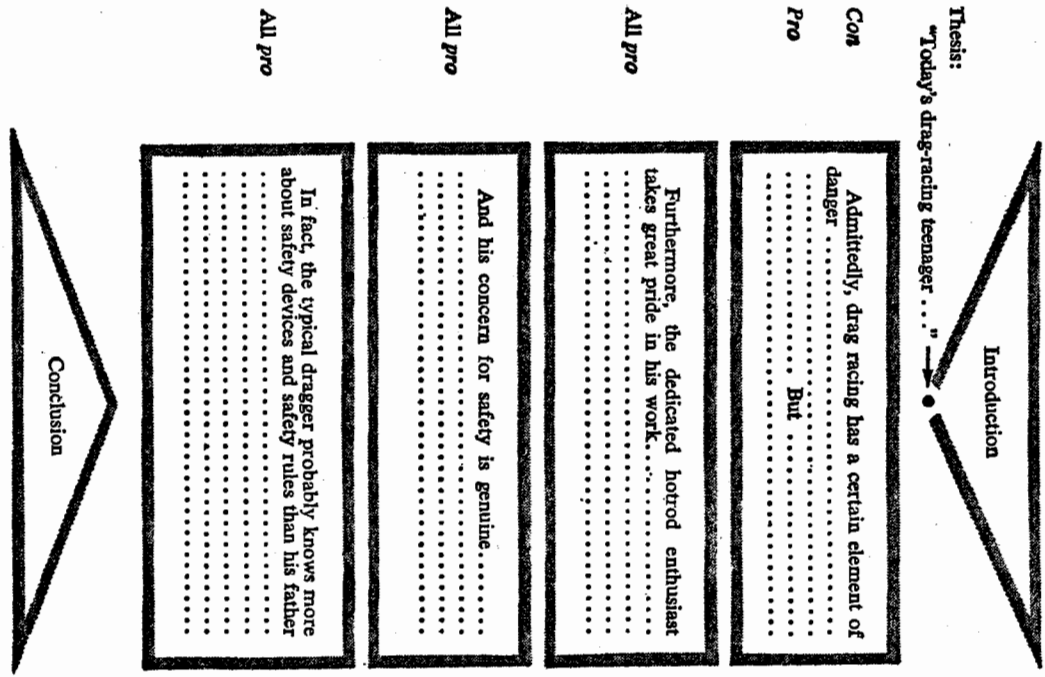 Introduction
Thesis:
"Today's drag-racing teenager . . ."
Con
Pro
Admittedly, drag racing has a certain element of
danger ......................................
.............................................
..................... But ...................
.............................................
All pro
Furthermore, the dedicated hotrod enthusiast
takes great pride in his work................
.............................................
.............................................
.............................................
All pro
And his concern for safety is genuine.......
.............................................
.............................................
.............................................
All pro
In fact, the typical dragger probably knows more
about safety devices and safety rules than his father
.............................................
.............................................
.............................................
.............................................
.............................................
Conclusion